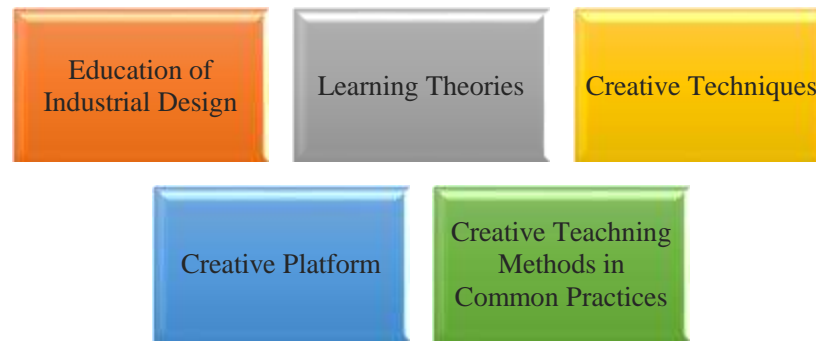 Education of
Industrial Design
Learning Theories
Creative Techniques
Creative Platform
Creative Teachning
Methods in
Common Practices